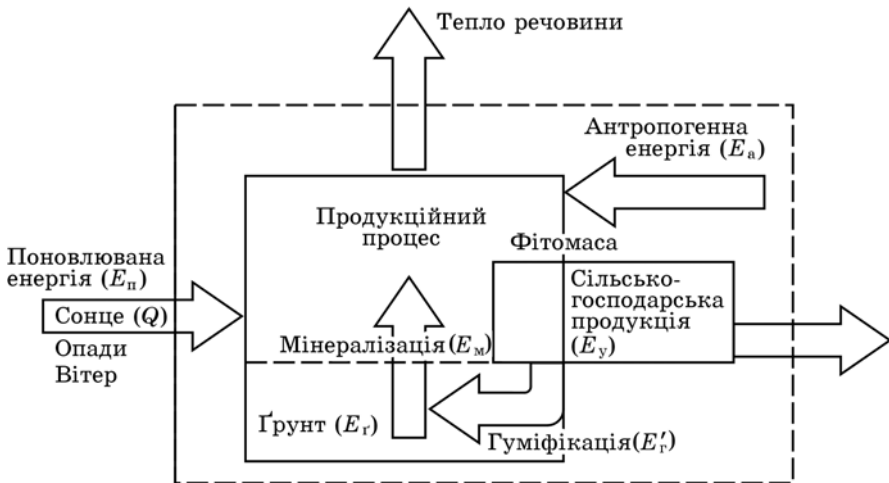 Тепло речовини
Антропогенна
енергія (Eа)
Продукційний
процес
Фітомаса
Поновлювана
енергія (Eп)
Сонце (Q)
Опади
Вітер
Сільсько-
господарська
продукція
(Eу)
Мінералізація (Eм)
Ґрунт (Eґ)
Гуміфікація (E′г)